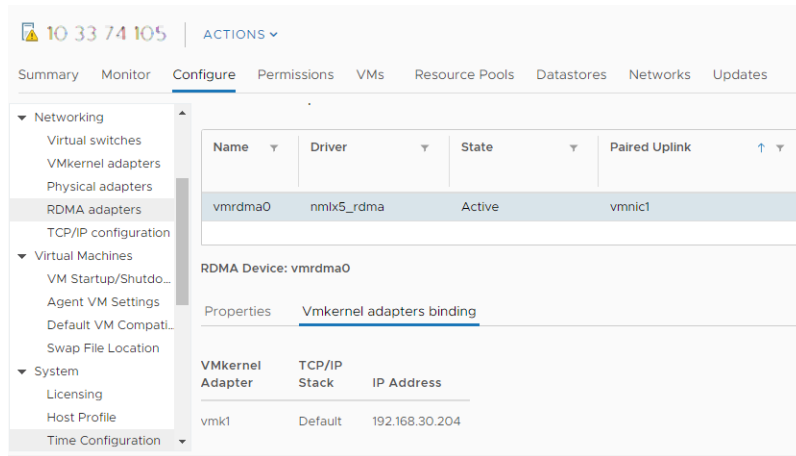 10 33 74 105 ACTIONS
Summary Monitor Configure Permissions VMs Resource Pools Datastores Networks Updates
Networking
Virtual switches
VMkernel adapters
Physical adapters
RDMA adapters
TCP/IP configuration
Virtual Machines
VM Startup/Shutdo...
Agent VM Settings
Default VM Compati...
Swap File Location
System
Licensing
Host Profile
Time Configuration
Name Driver State Paired Uplink
vmrdma0 nmlx5_rdma Active vmnic1
RDMA Device: vmrdma0
Properties Vmkernel adapters binding
VMkernel Adapter TCP/IP Stack IP Address
vmk1 Default 192.168.30.204